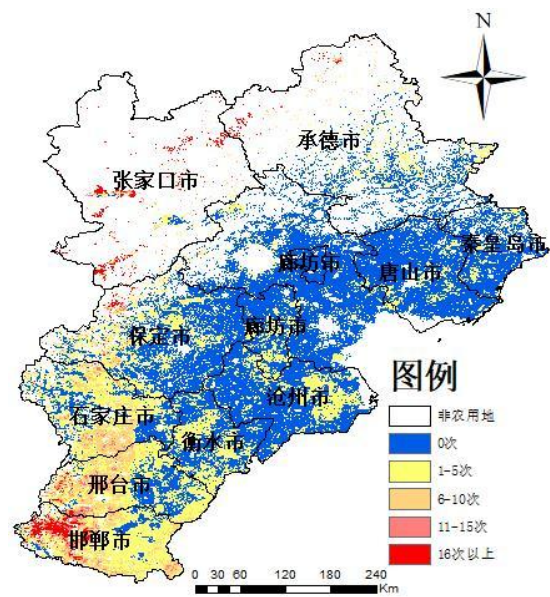 N
承德市
张家口市
秦皇岛市
廊坊市
唐山市
保定市
廊坊市
沧州市
石家庄市
衡水市
邢台市
邯郸市
图例
非农用地
0次
1-5次
6-10次
11-15次
16次以上
0 30 60 120 180 240
Km